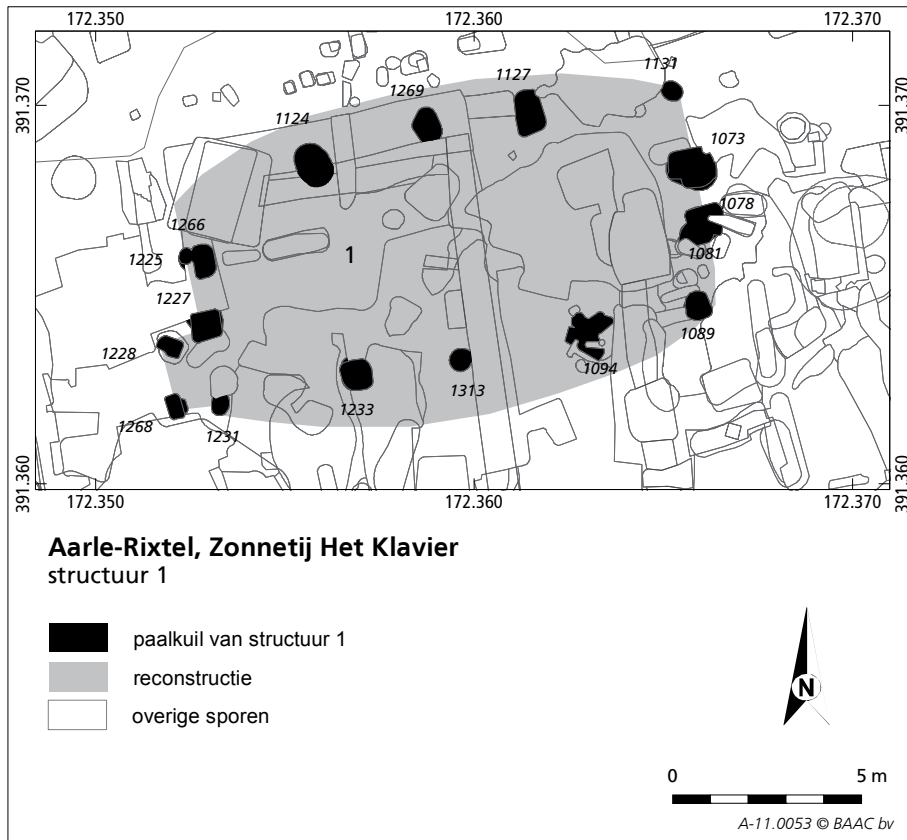 172.350 172.360 172.370
391.370 391.370
1131
1127
1269
1124
1073
1078
1266
1225
1
1081
1227
1089
1228
1094
1313
1233
1268
1231
391.360 391.360
172.350 172.360 172.370
Aarle-Rixtel, Zonnetij Het Klavier
structuur 1
paalkuil van structuur 1
reconstructie
overige sporen
N
0 5 m
A-11.0053 © BAAC bv